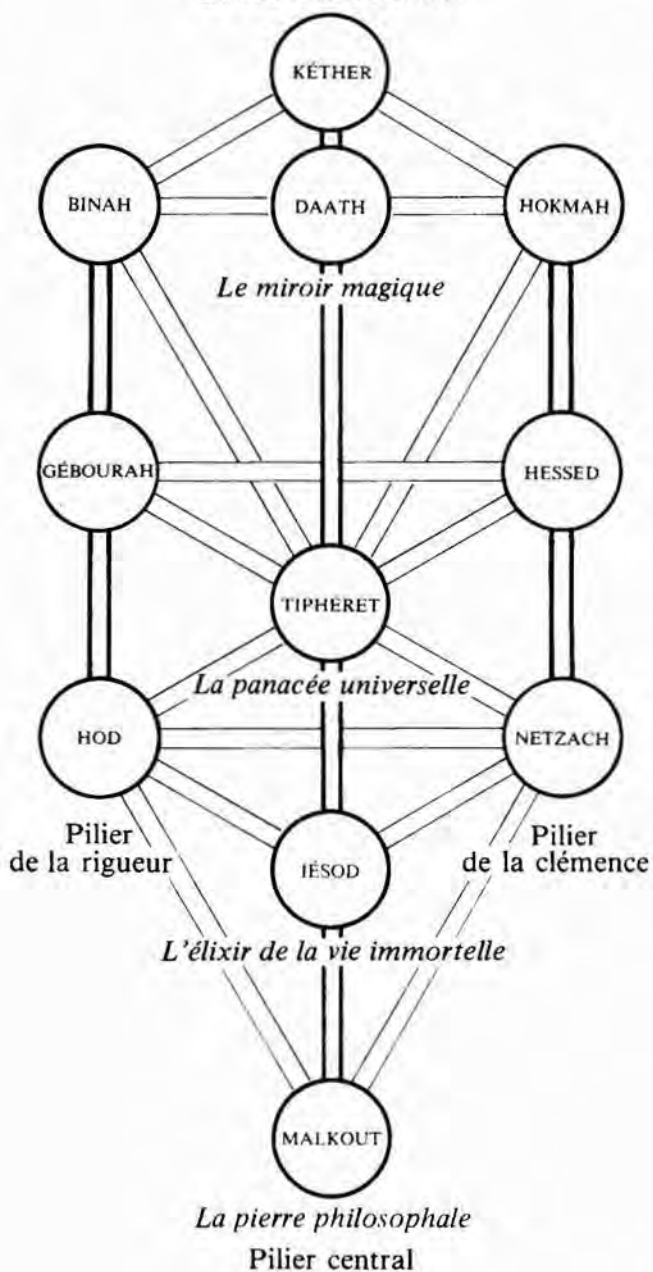 KÉTHER
BINAH
DAATH
HOKMAH
Le miroir magique
GÉBOURAH
HESSED
TIPHÉRET
La panacée universelle
HOD
NETZACH
Pilier
de la rigueur
Pilier
de la clémence
IÉSOD
L'élixir de la vie immortelle
MALKOUT
La pierre philosophale
Pilier central